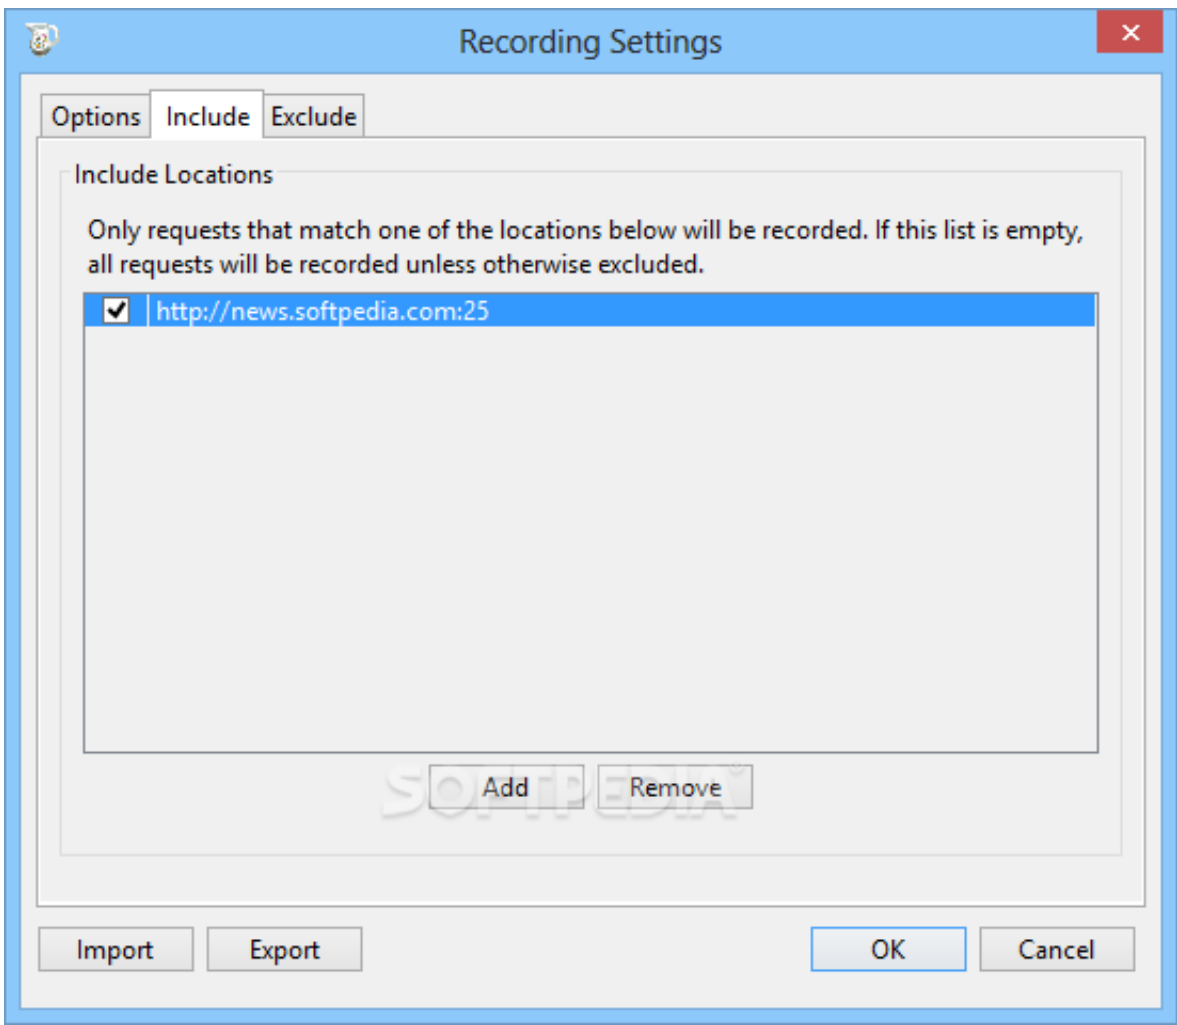 Recording Settings
Options Include Exclude
Include Locations
Only requests that match one of the locations below will be recorded. If this list is empty,
all requests will be recorded unless otherwise excluded.
http://news.softpedia.com:25
SOFTPEDIA®
Add Remove
Import Export OK Cancel